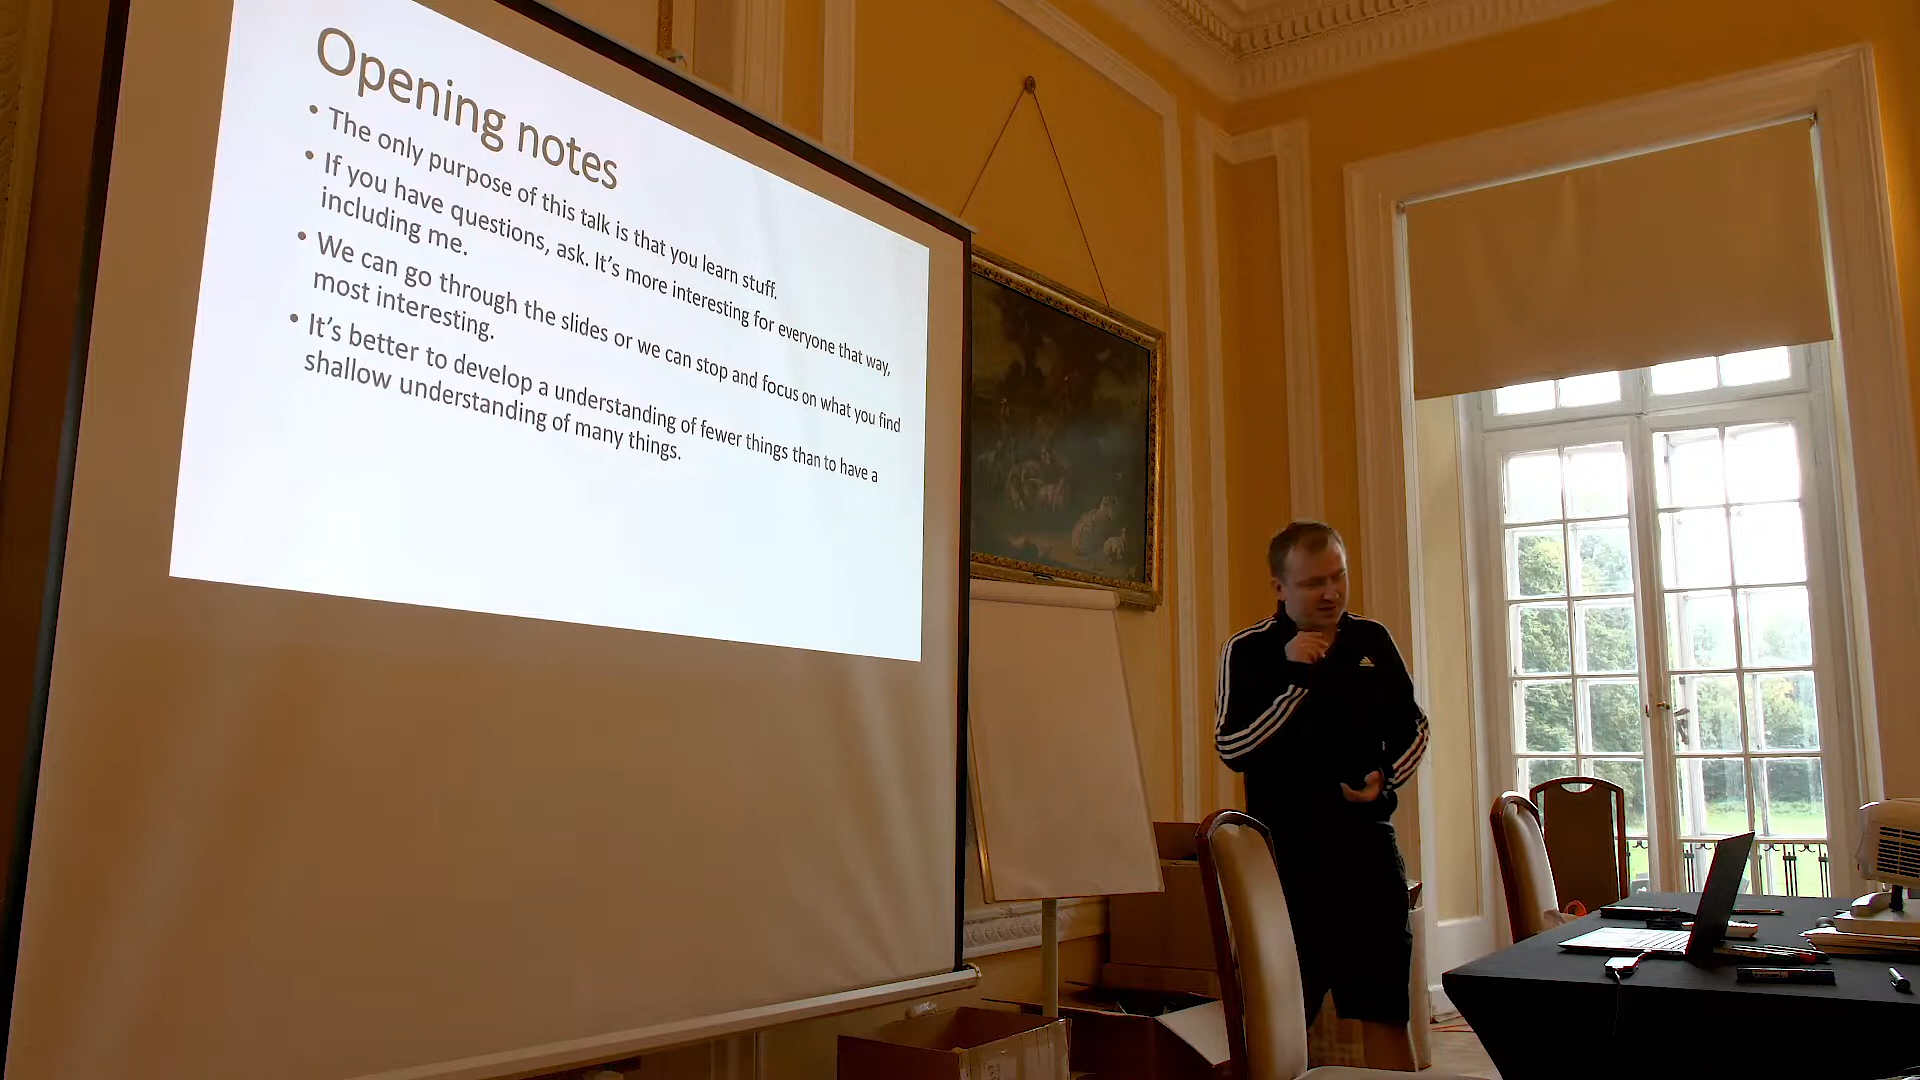 Opening notes
• The only purpose of this talk is that you learn stuff.
• If you have questions, ask. It's more interesting for everyone that way,
including me.
• We can go through the slides or we can stop and focus on what you find
most interesting.
• It's better to develop a understanding of fewer things than to have a
shallow understanding of many things.